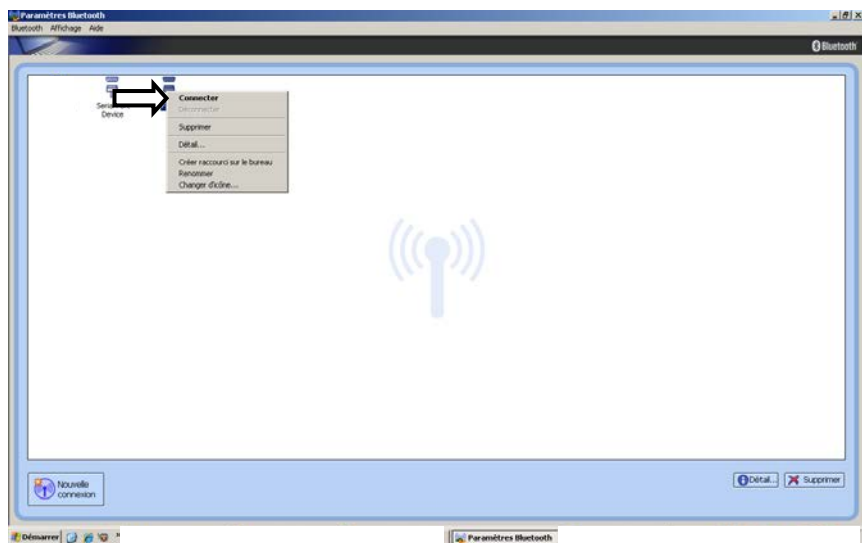 Paramètres Bluetooth
Bluetooth Affichage Aide
Bluetooth
Device
Connecter
Déconnecter
Supprimer
Détail...
Créer raccourci sur le bureau
Renommer
Changer d'icône...
Nouvelle
connexion
Détail... Supprimer
Démarrer
Paramètres Bluetooth